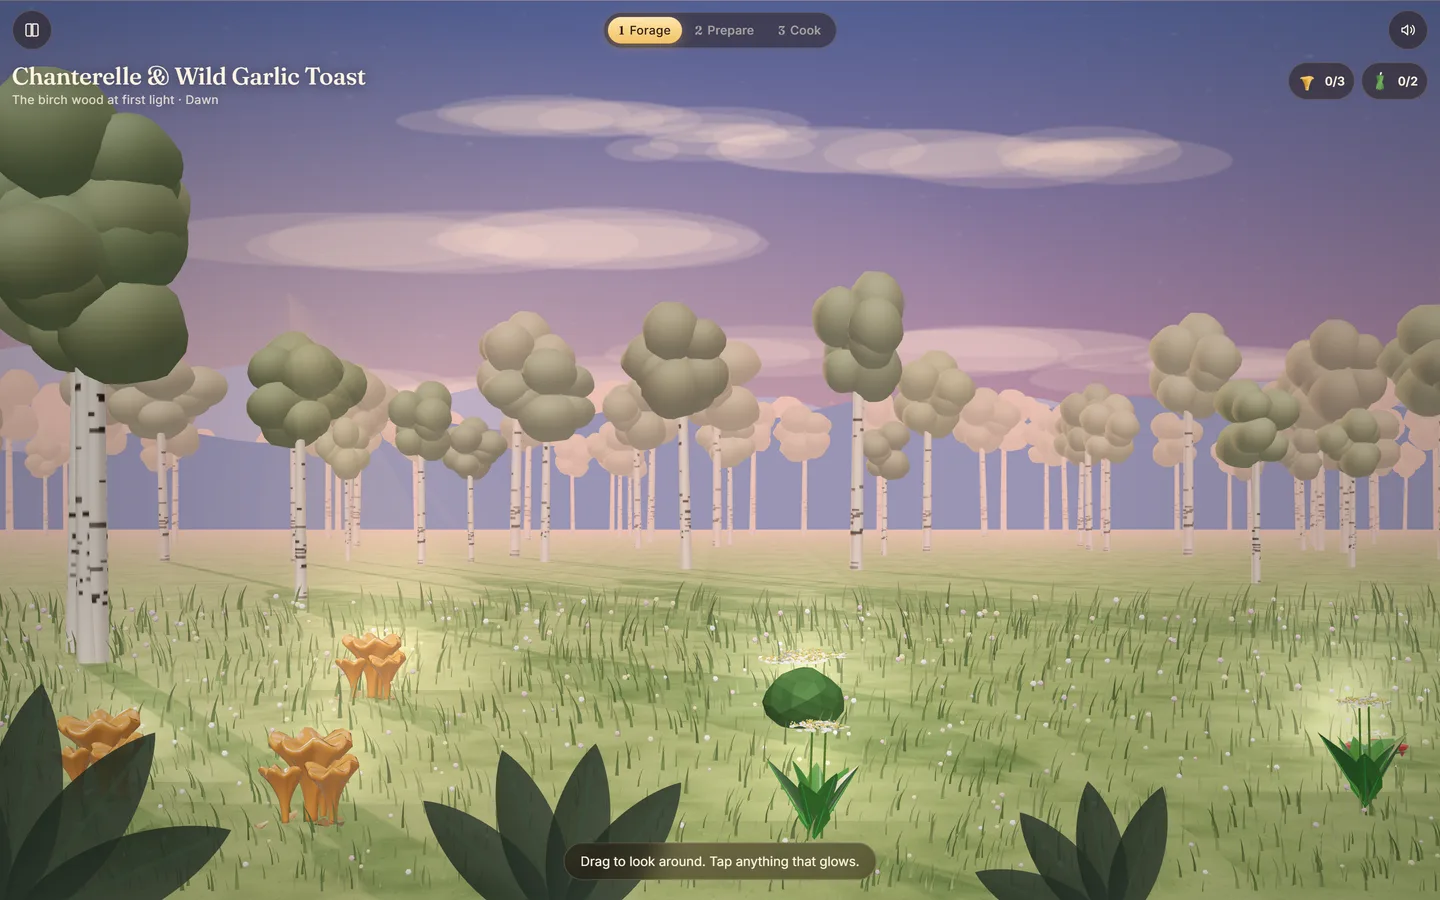 1 Forage
2 Prepare
3 Cook
Chanterelle & Wild Garlic Toast
The birch wood at first light · Dawn
0/3
0/2
Drag to look around. Tap anything that glows.